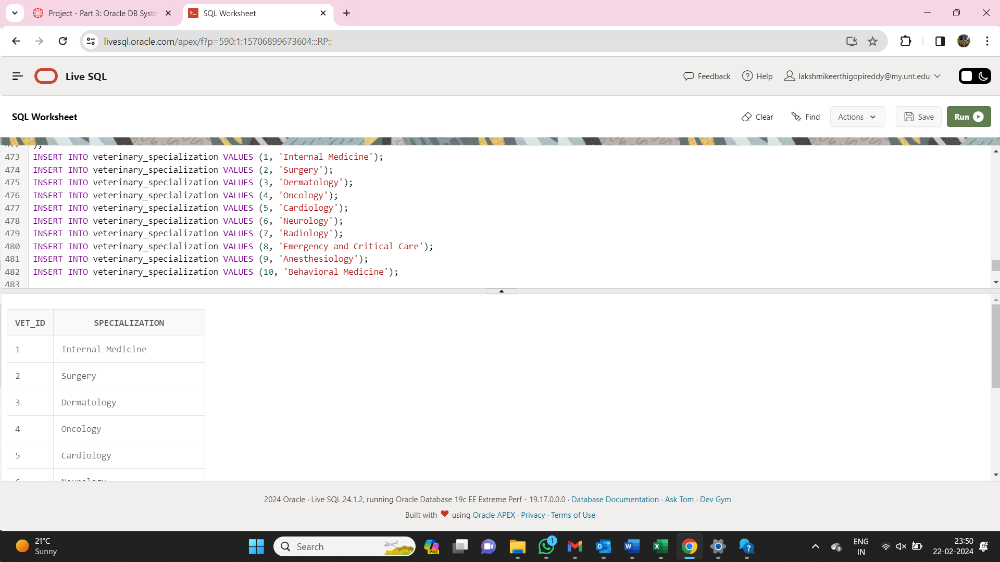 Project - Part 3: Oracle DB Syste
SQL Worksheet
livesql.oracle.com/apex/f?p=590:1:15706899673604:::RP::
Live SQL
Feedback
Help
lakshmikeerthigopireddy@my.unt.edu
SQL Worksheet
Clear
Find
Actions
Save
Run
472 );
473 INSERT INTO veterinary_specialization VALUES (1, 'Internal Medicine');
474 INSERT INTO veterinary_specialization VALUES (2, 'Surgery');
475 INSERT INTO veterinary_specialization VALUES (3, 'Dermatology');
476 INSERT INTO veterinary_specialization VALUES (4, 'Oncology');
477 INSERT INTO veterinary_specialization VALUES (5, 'Cardiology');
478 INSERT INTO veterinary_specialization VALUES (6, 'Neurology');
479 INSERT INTO veterinary_specialization VALUES (7, 'Radiology');
480 INSERT INTO veterinary_specialization VALUES (8, 'Emergency and Critical Care');
481 INSERT INTO veterinary_specialization VALUES (9, 'Anesthesiology');
482 INSERT INTO veterinary_specialization VALUES (10, 'Behavioral Medicine');
483
VET_ID SPECIALIZATION
1 Internal Medicine
2 Surgery
3 Dermatology
4 Oncology
5 Cardiology
2024 Oracle · Live SQL 24.1.2, running Oracle Database 19c EE Extreme Perf - 19.17.0.0.0 · Database Documentation · Ask Tom · Dev Gym
Built with ❤ using Oracle APEX · Privacy · Terms of Use
21°C
Sunny
Search
PRE
1
ENG
IN
23:50
22-02-2024